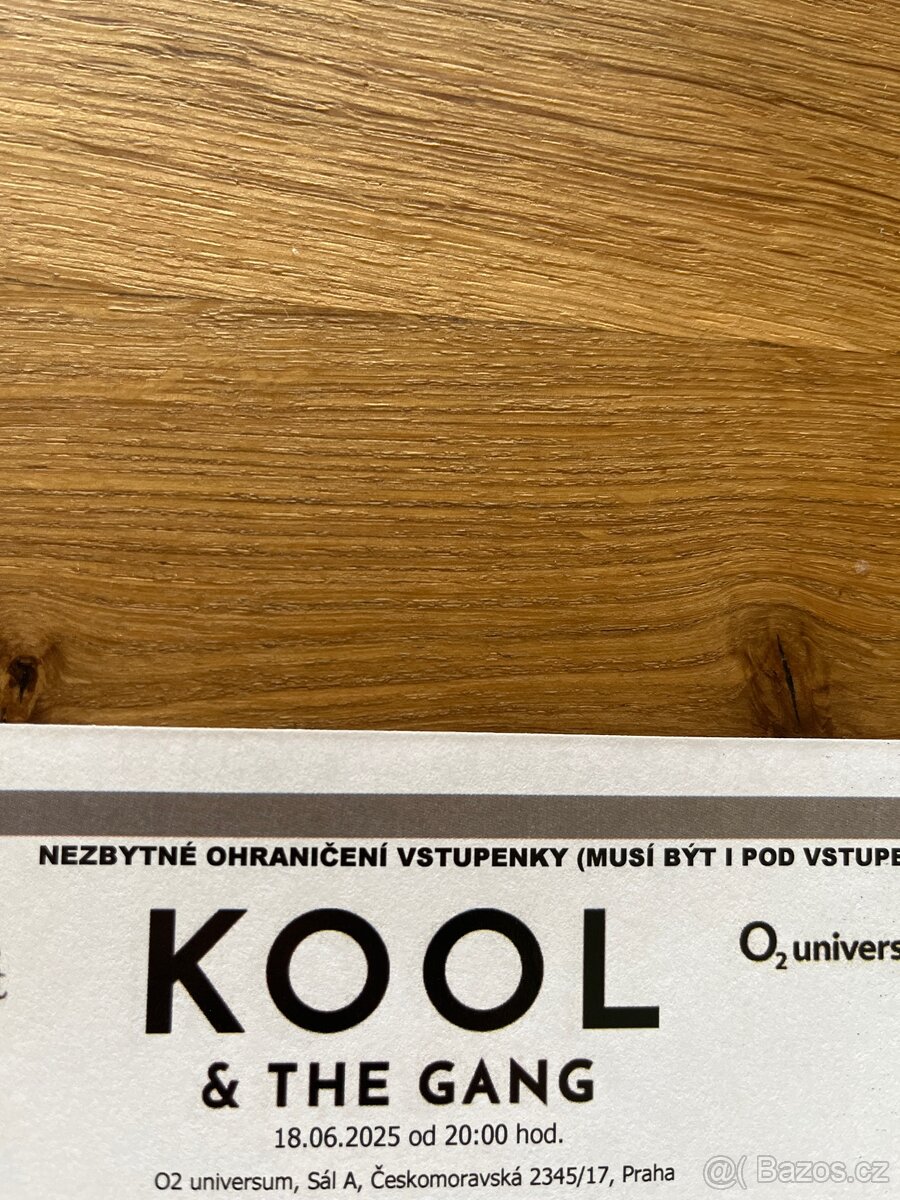 NEZBYTNÉ OHRANIČENÍ VSTUPENKY (MUSÍ BÝT I POD VSTUPE
KOOL
O2 univers
& THE GANG
18.06.2025 od 20:00 hod.
O2 universum, Sál A, Českomoravská 2345/17, Praha
@( Bazos.cz